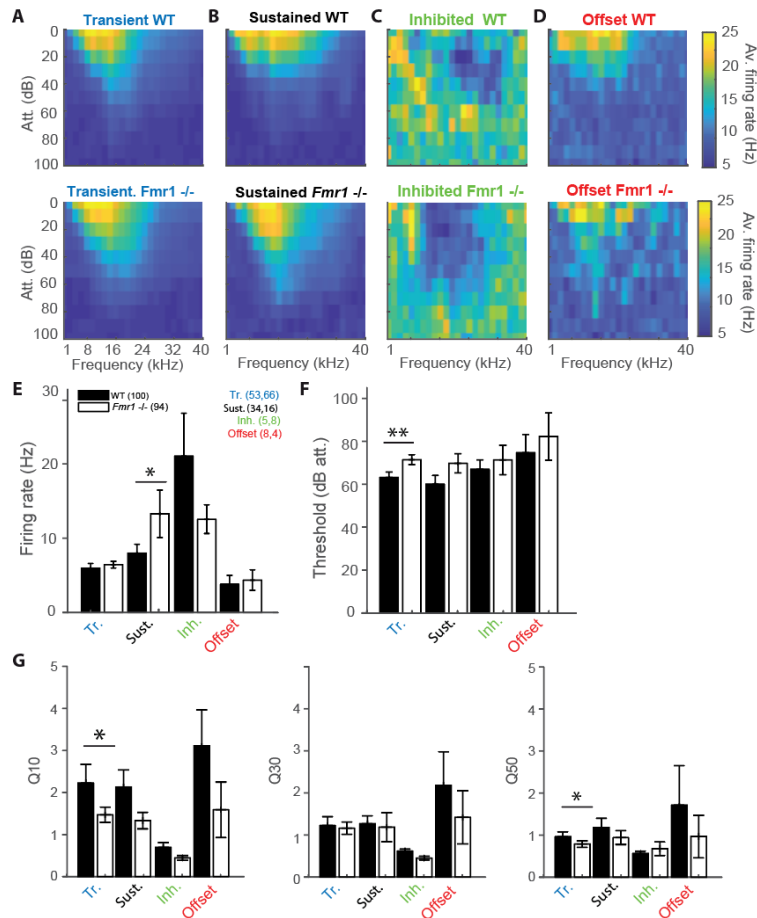 A Transient WT
B Sustained WT
C Inhibited WT
D Offset WT
Att. (dB)
0
20
40
60
80
100
25
20
15
10
5
Av. firing rate (Hz)
Transient. Fmr1 -/-
Sustained Fmr1 -/-
Inhibited Fmr1 -/-
Offset Fmr1 -/-
Att. (dB)
0
20
40
60
80
100
25
20
15
10
5
Av. firing rate (Hz)
1 8 16 24 32 40
1 40
1 40
1 40
Frequency (kHz)
Frequency (kHz)
Frequency (kHz)
Frequency (kHz)
E
Firing rate (Hz)
30
20
10
0
WT (100)
Fmr1 -/- (94)
Tr. (53,66)
Sust. (34,16)
Inh. (5,8)
Offset (8,4)
*
Tr. Sust. Inh. Offset
F
Threshold (dB att.)
100
80
60
40
20
0
**
Tr. Sust. Inh. Offset
G
Q10
5
4
3
2
1
0
*
Tr. Sust. Inh. Offset
Q30
5
4
3
2
1
0
Tr. Sust. Inh. Offset
Q50
5
4
3
2
1
0
*
Tr. Sust. Inh. Offset